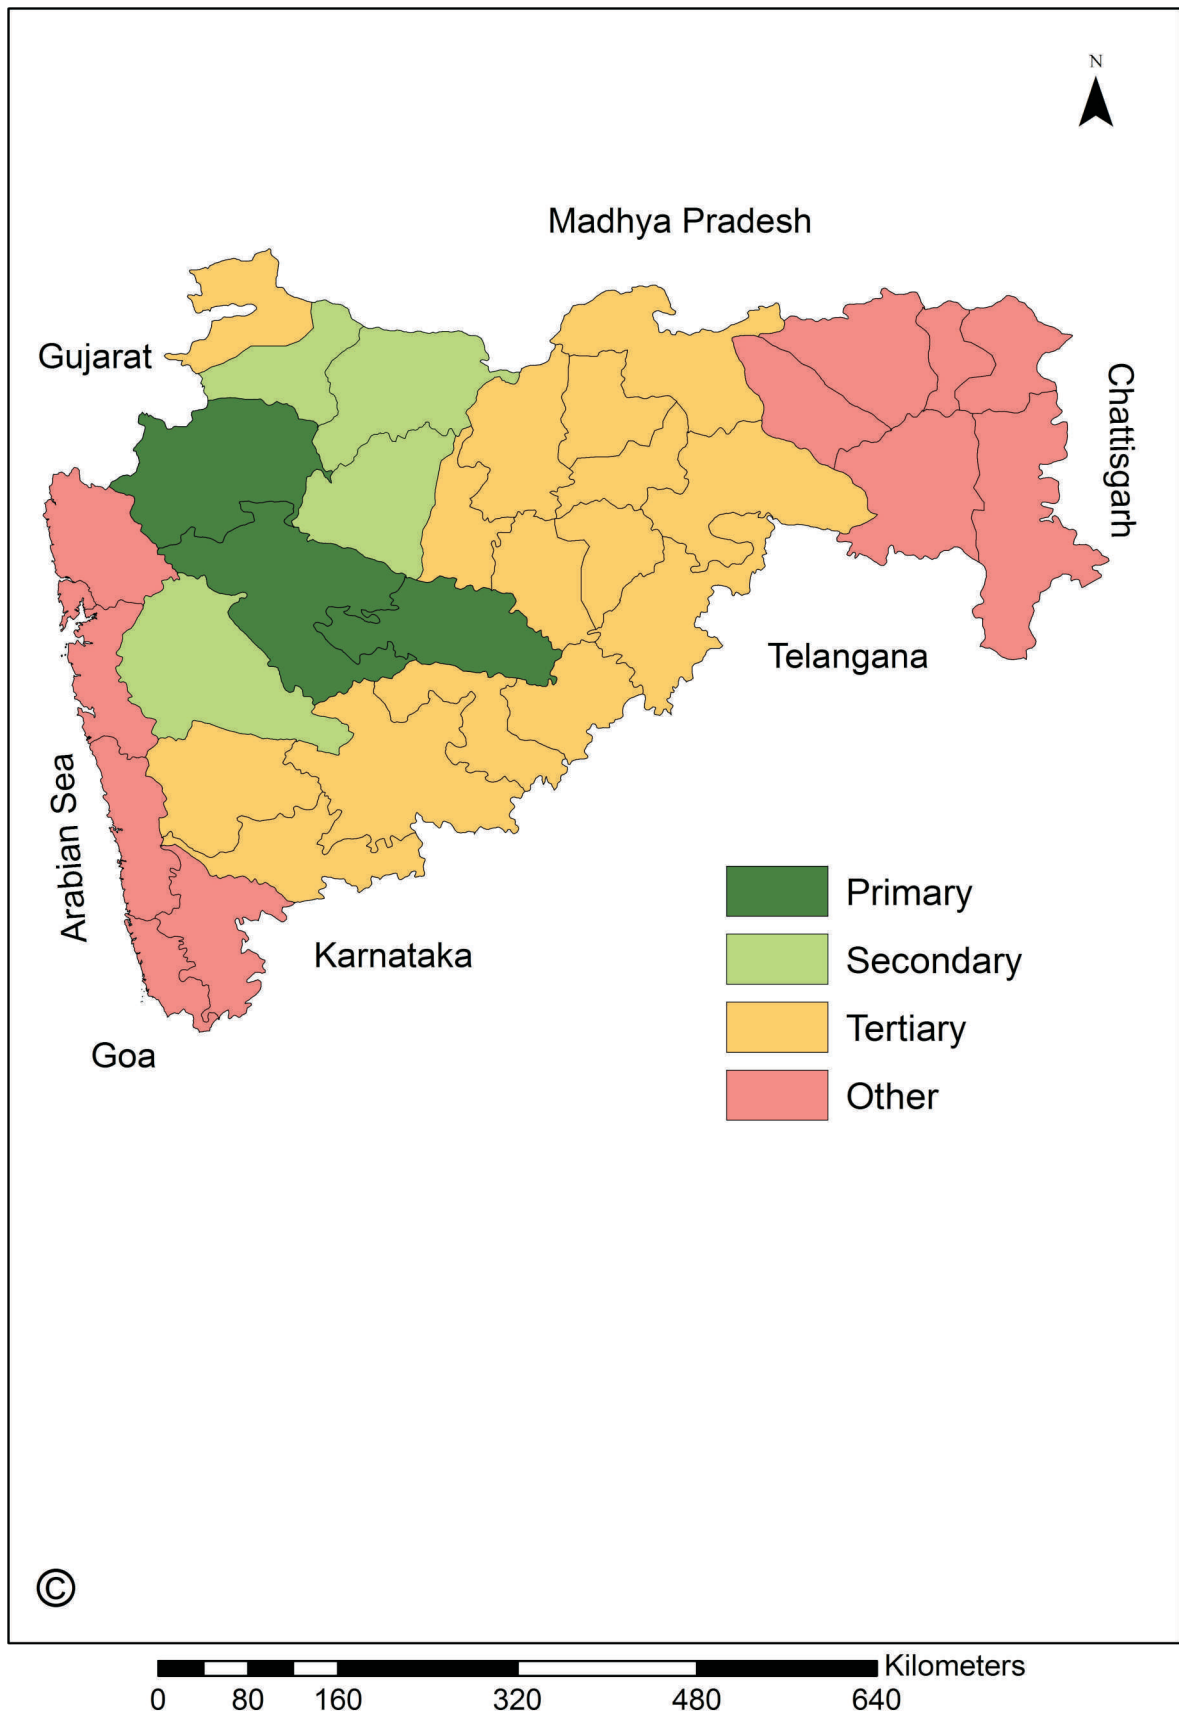 N
Madhya Pradesh
Gujarat
Chattisgarh
Telangana
Arabian Sea
Karnataka
Goa
Primary
Secondary
Tertiary
Other
©
Kilometers
0 80 160 320 480 640